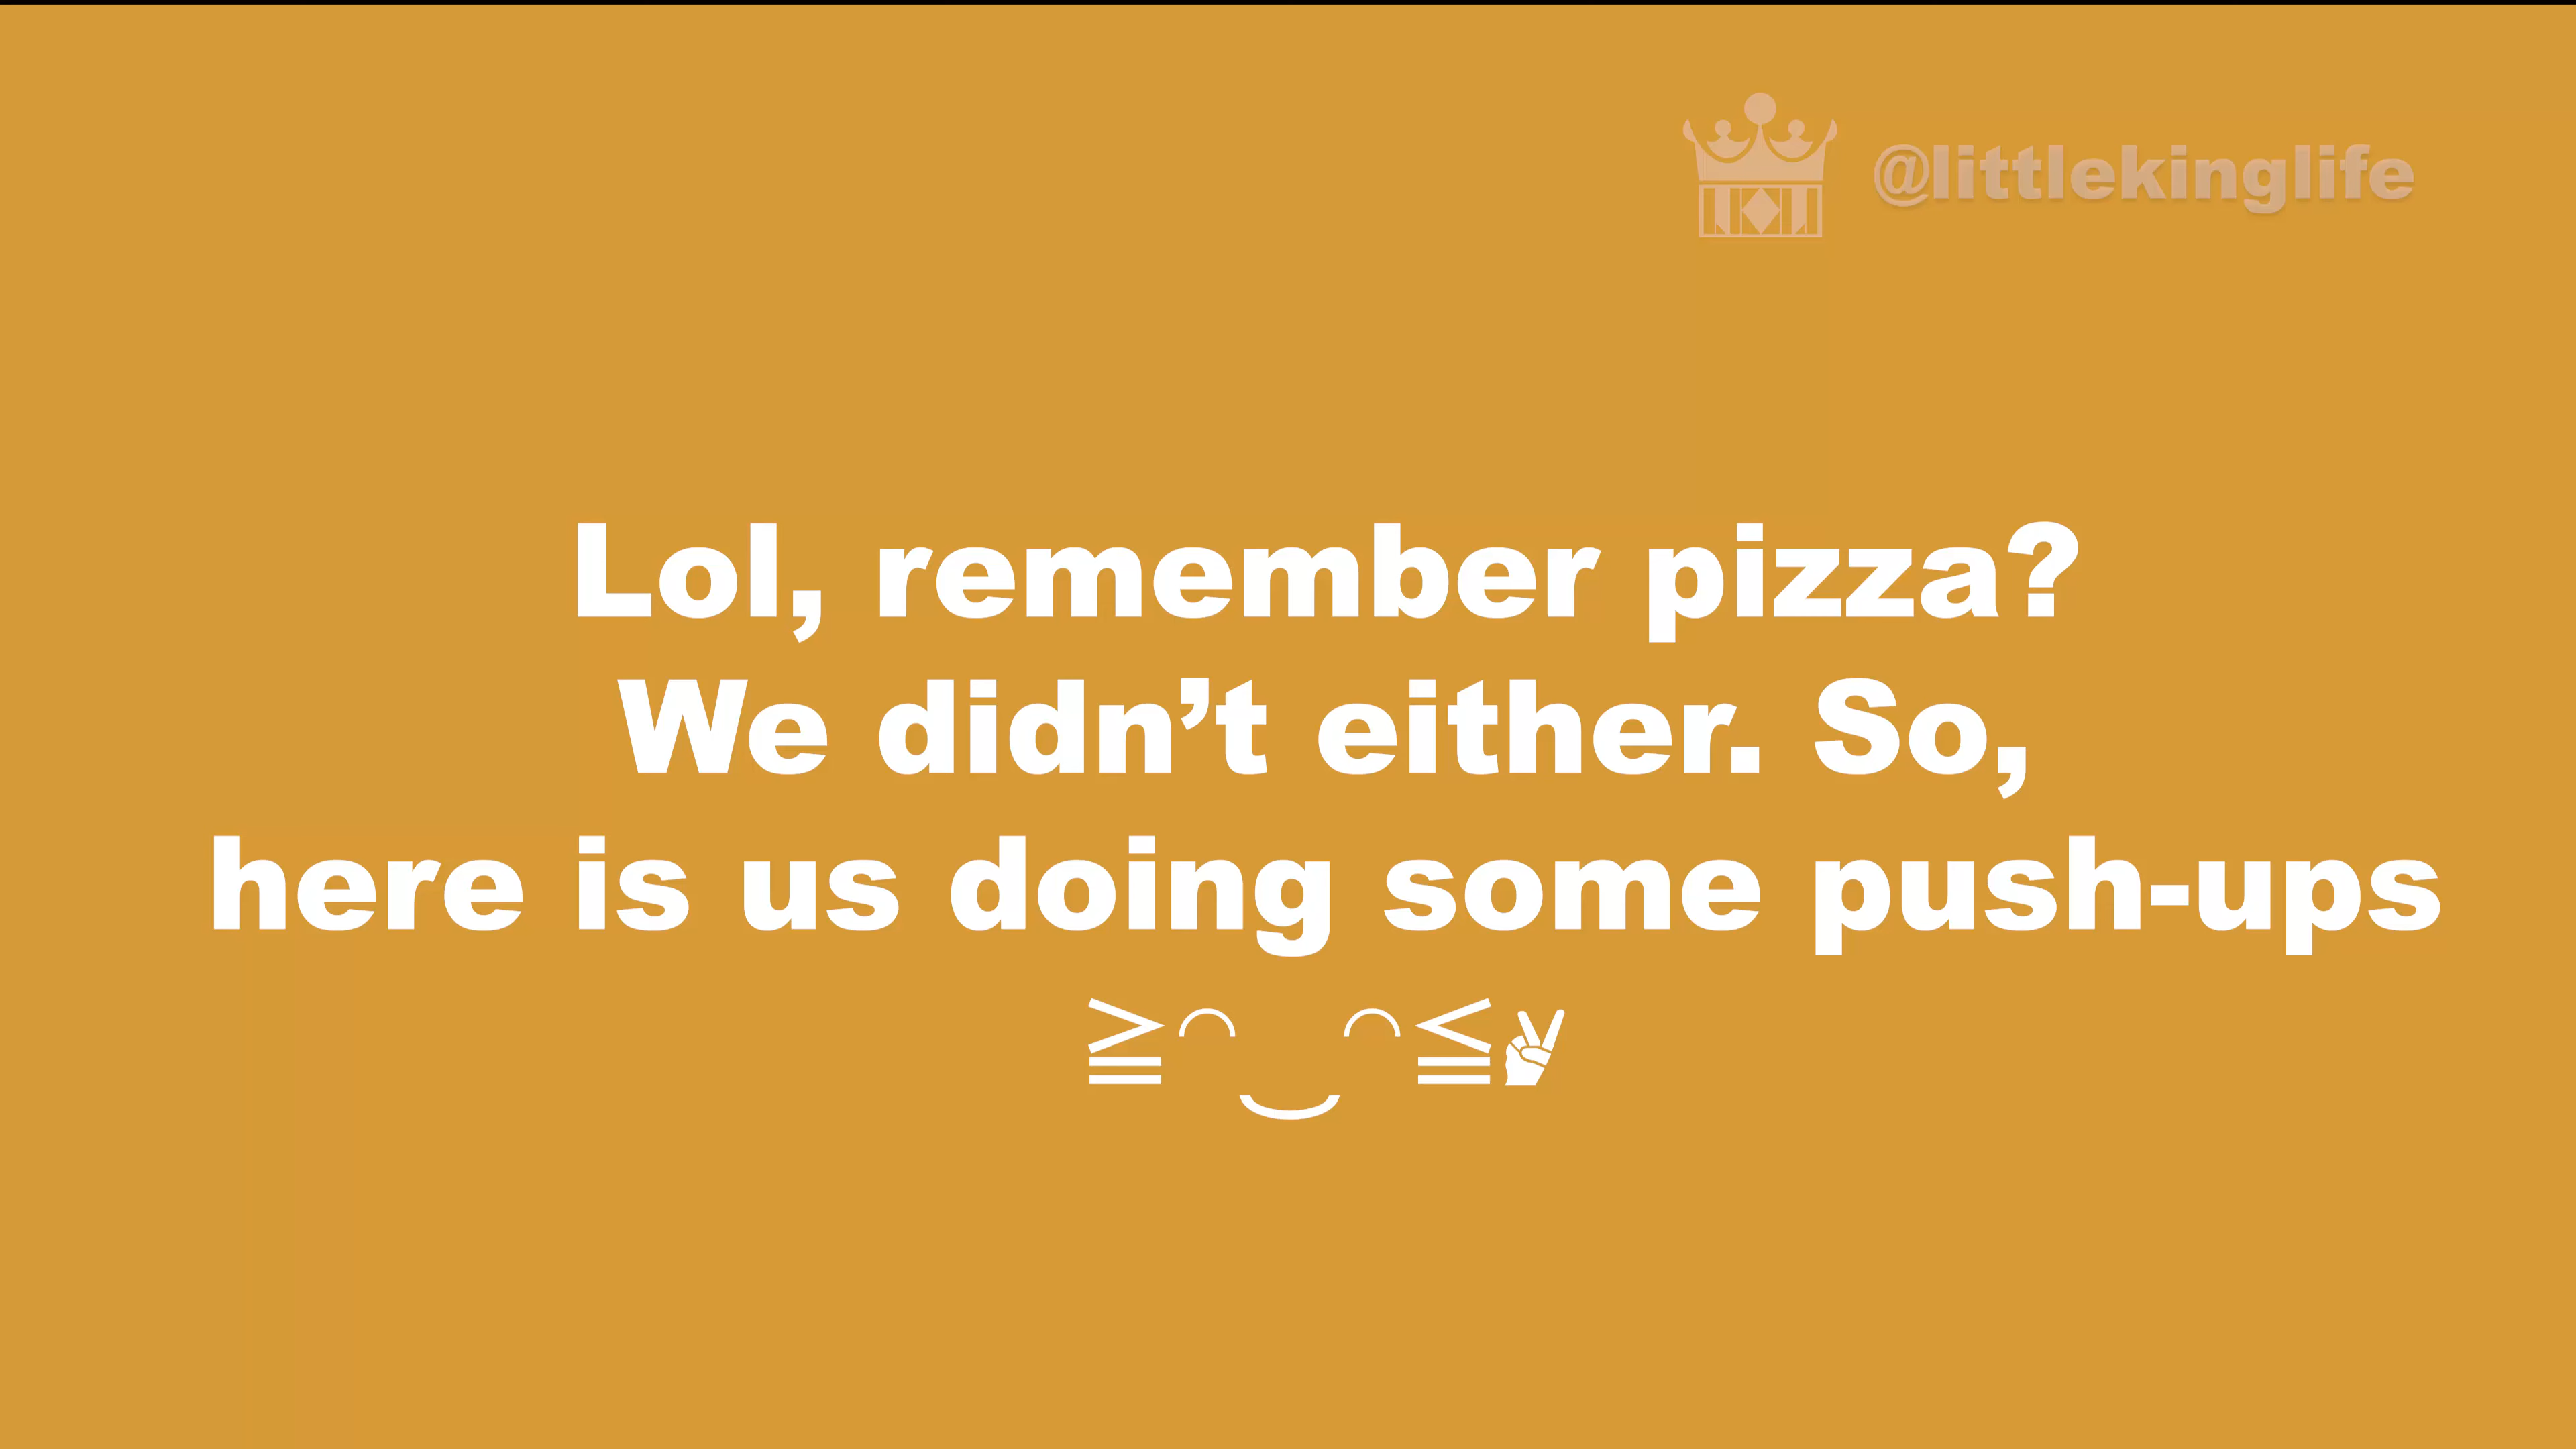 @littlekinglife
Lol, remember pizza?
We didn’t either. So,
here is us doing some push-ups
≧◠‿◠≦✌